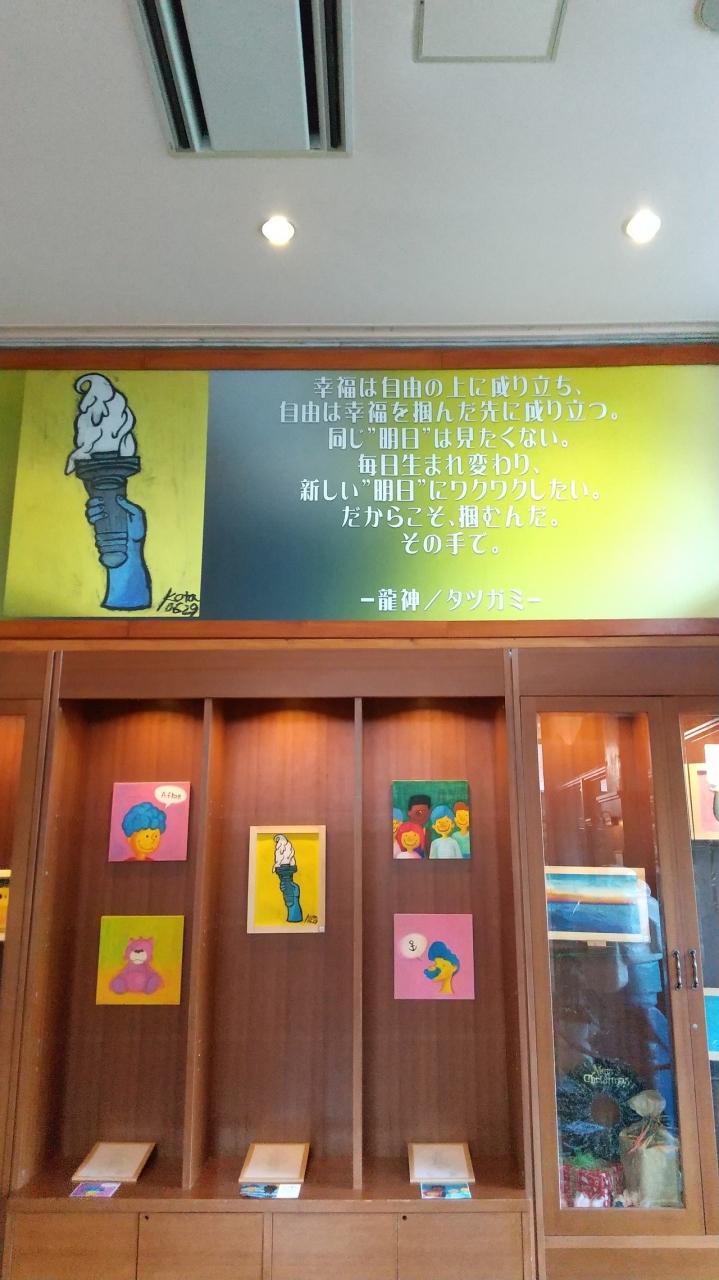 幸福は自由の上に成り立ち、
自由は幸福を掴んだ先に成り立つ。
同じ"明日"は見たくない。
毎日生まれ変わり、
新しい"明日"にワクワクしたい。
だからこそ、掴むんだ。
その手で。
ー龍神／タツガミー
Kota
0629
Merry
Christmas